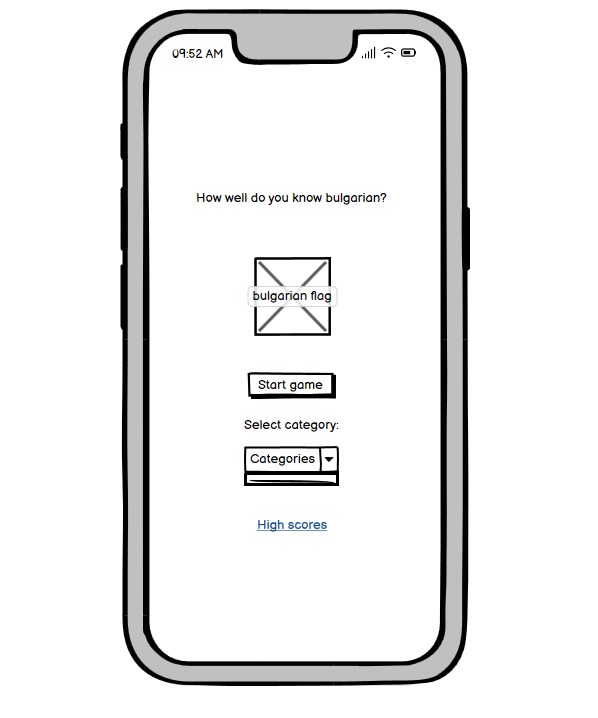 09:52 AM
How well do you know bulgarian?
bulgarian flag
Start game
Select category:
Categories
High scores